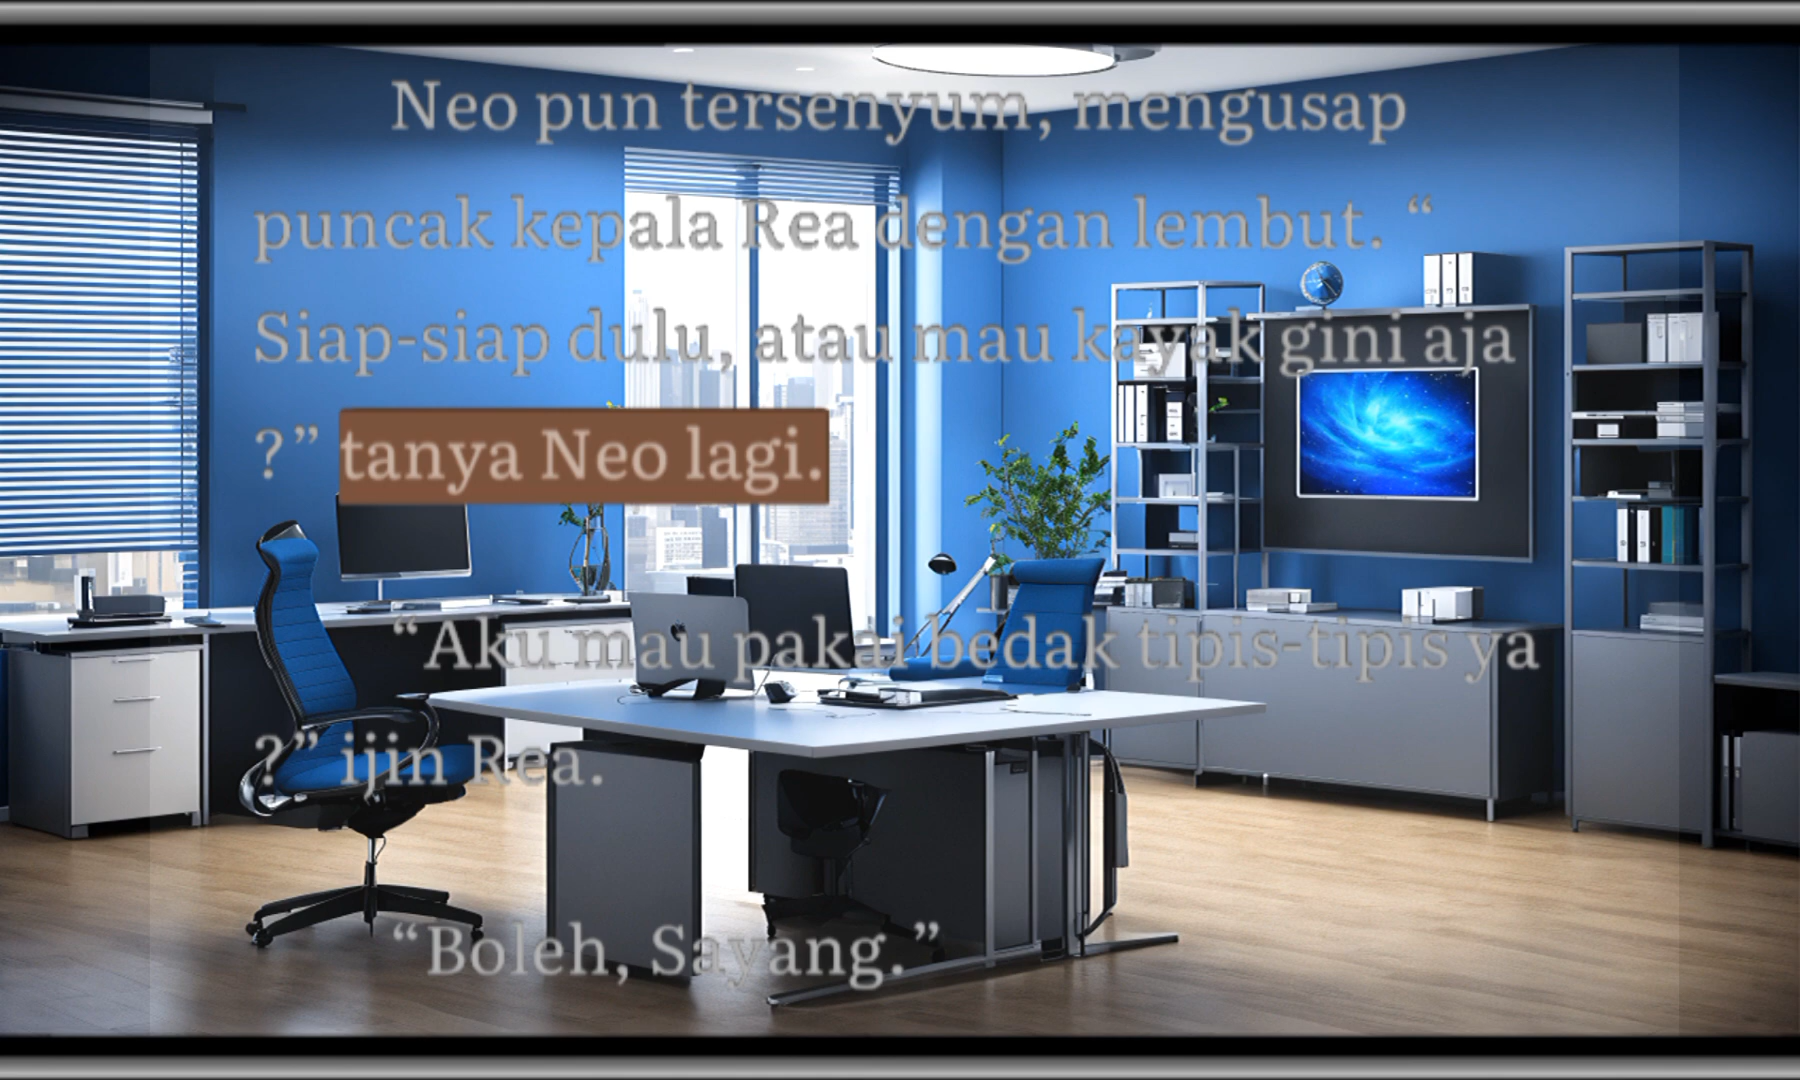 Neo pun tersenyum, mengusap
puncak kepala Rea dengan lembut. “
Siap-siap dulu, atau mau kayak gini aja
?” tanya Neo lagi.
“Aku mau pakai bedak tipis-tipis ya
?” ijin Rea.
“Boleh, Sayang.”